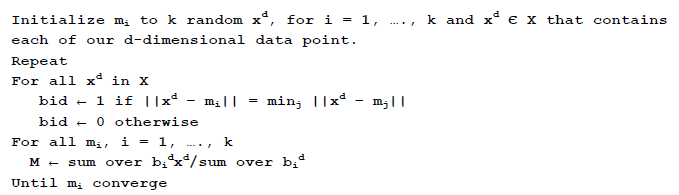 Initialize mᵢ to k random xᵈ, for i = 1, …., k and xᵈ Є X that contains
each of our d-dimensional data point.
Repeat
For all xᵈ in X
bid ← 1 if ||xᵈ - mᵢ|| = minⱼ ||xᵈ - mⱼ||
bid ← 0 otherwise
For all mᵢ, i = 1, …., k
M ← sum over bᵢᵈxᵈ/sum over bᵢᵈ
Until mᵢ converge